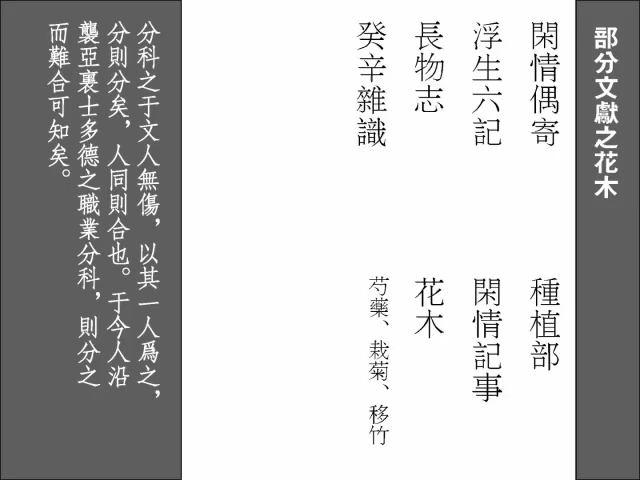 部分文獻之花木
閑情偶寄
種植部
浮生六記
閑情記事
長物志
花木
癸辛雜識
芍藥、栽菊、移竹
分科之于文人無傷，以其一人爲之，
分則分矣，人同則合也。于今人沿
襲亞裏士多德之職業分科，則分之
而難合可知矣。